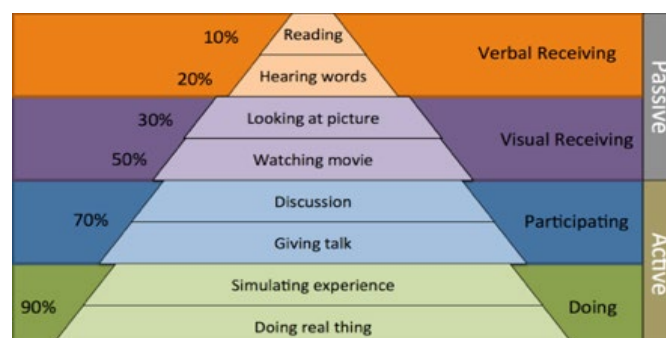 10%
Reading
Verbal Receiving
20%
Hearing words
30%
Looking at picture
Visual Receiving
50%
Watching movie
Passive
70%
Discussion
Participating
Giving talk
90%
Simulating experience
Doing
Doing real thing
Active